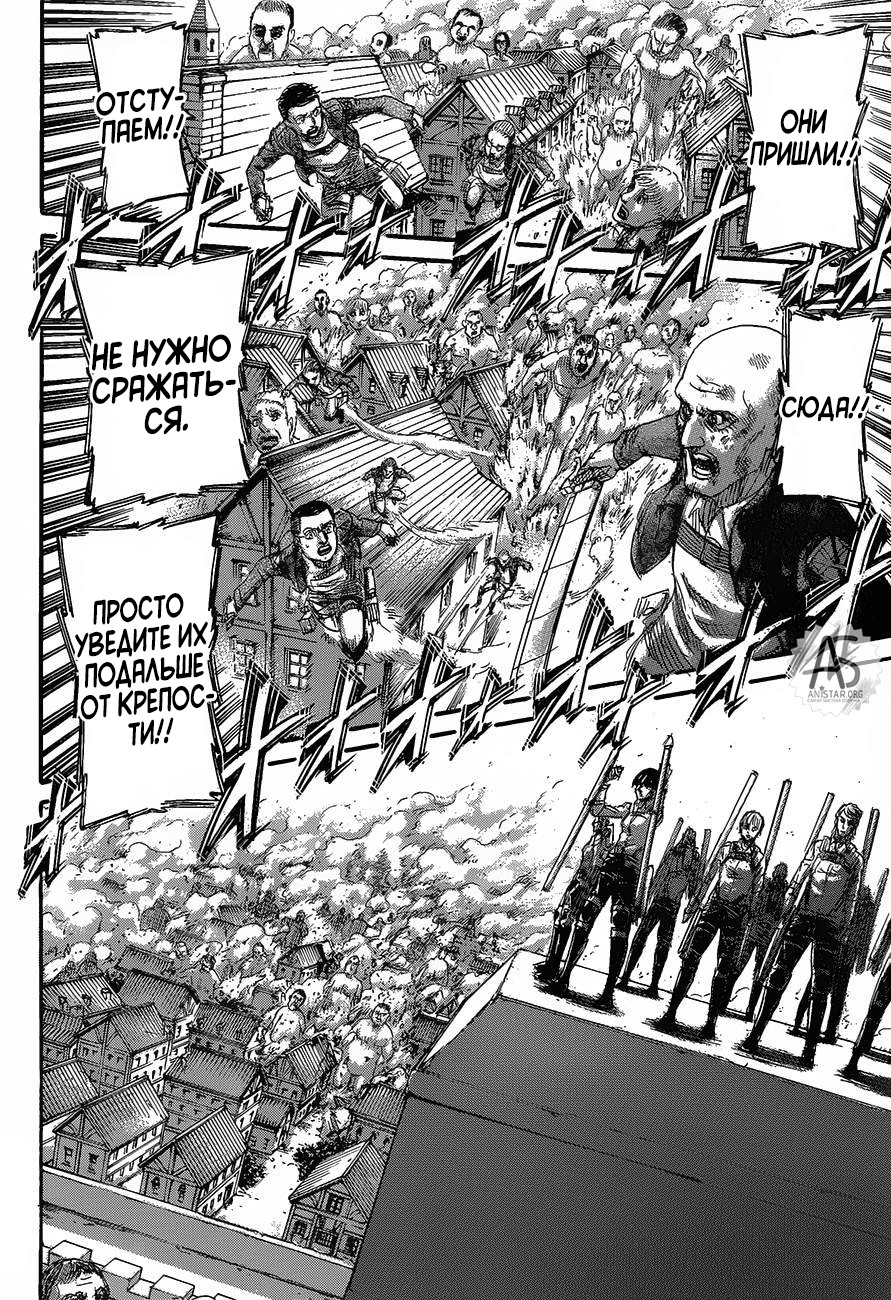 ОНИ
ПРИШЛИ!!
ОТСТУ-
ПАЕМ!!
СЮДА!!
НЕ НУЖНО
СРАЖАТЬ-
СЯ.
ПРОСТО
УВЕДИТЕ ИХ
ПОДАЛЬШЕ
ОТ КРЕПОС-
ТИ!!
AS
ANISTAR.ORG